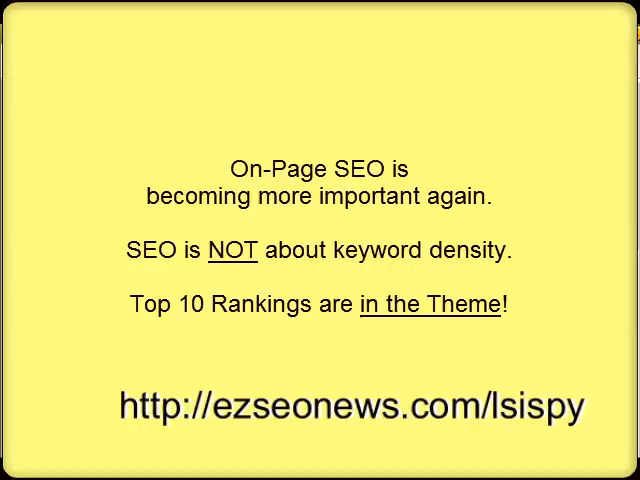 On-Page SEO is
becoming more important again.
SEO is NOT about keyword density.
Top 10 Rankings are in the Theme!
http://ezseonews.com/lsispy